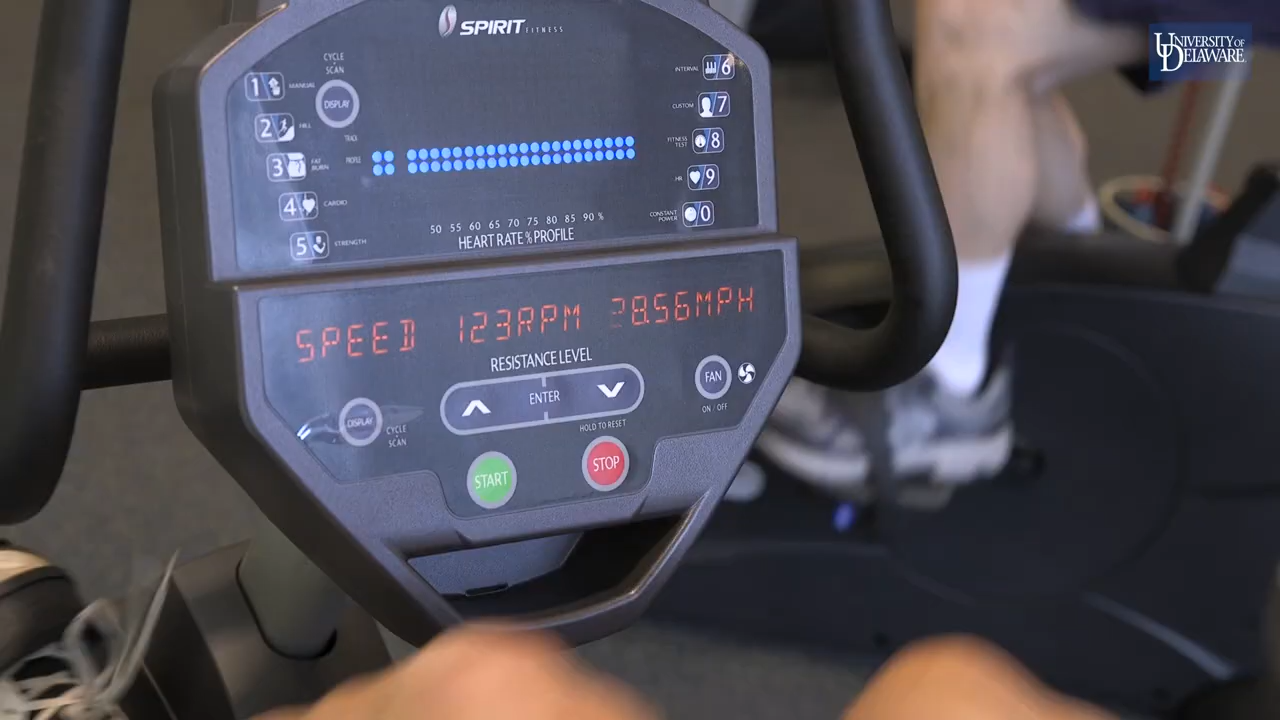 SPIRIT FITNESS
UNIVERSITY OF DELAWARE
CYCLE SCAN
DISPLAY
1 MANUAL
2 HILL
3 FAT BURN
4 CARDIO
5 STRENGTH
TRACK
PROFILE
INTERVAL 6
CUSTOM 7
FITNESS TEST 8
HR 9
CONSTANT POWER 0
50 55 60 65 70 75 80 85 90 %
HEART RATE % PROFILE
SPEED 123RPM 28.56MPH
RESISTANCE LEVEL
ENTER
FAN
ON / OFF
DISPLAY
CYCLE SCAN
HOLD TO RESET
START
STOP